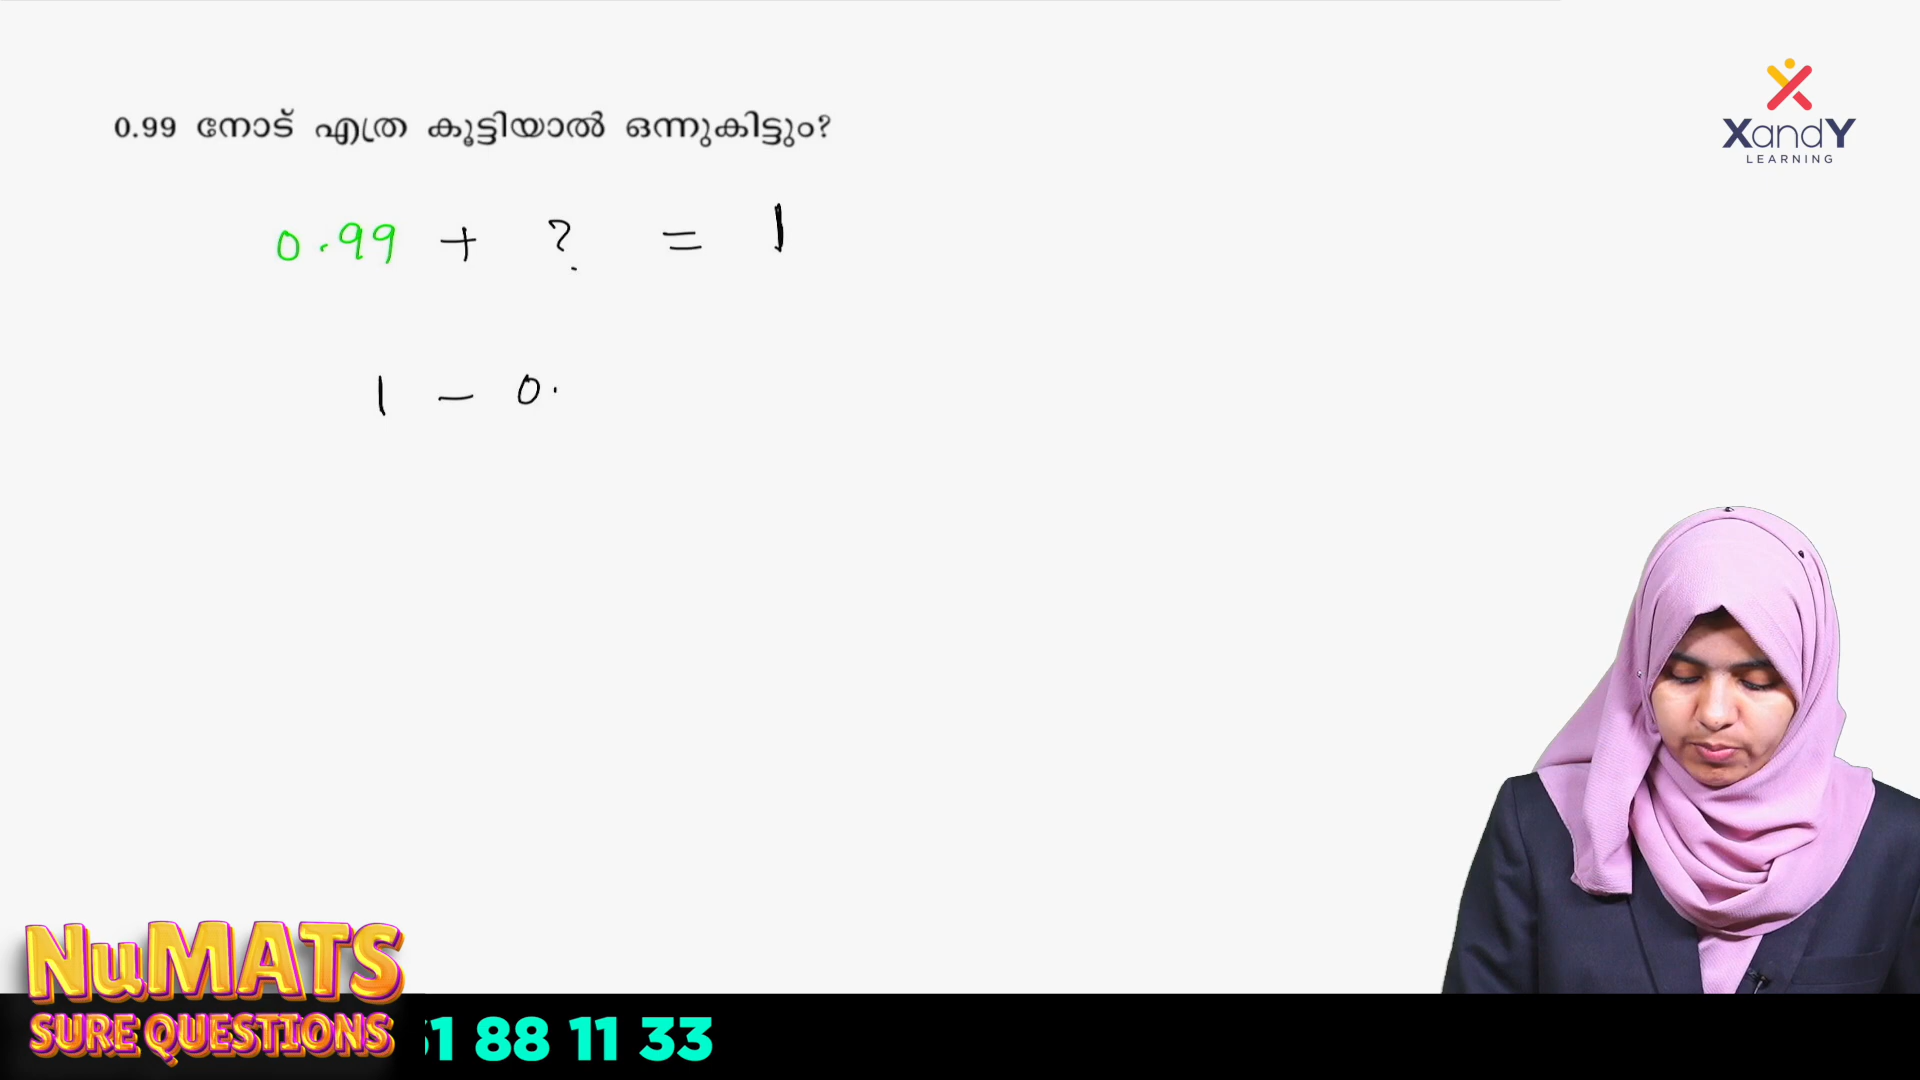 0.99 നോട് എത്ര കൂട്ടിയാൽ ഒന്നുകിട്ടും?
XandY
LEARNING
0.99 + ? = 1
1 - 0.
NuMATS
SURE QUESTIONS
1 88 11 33